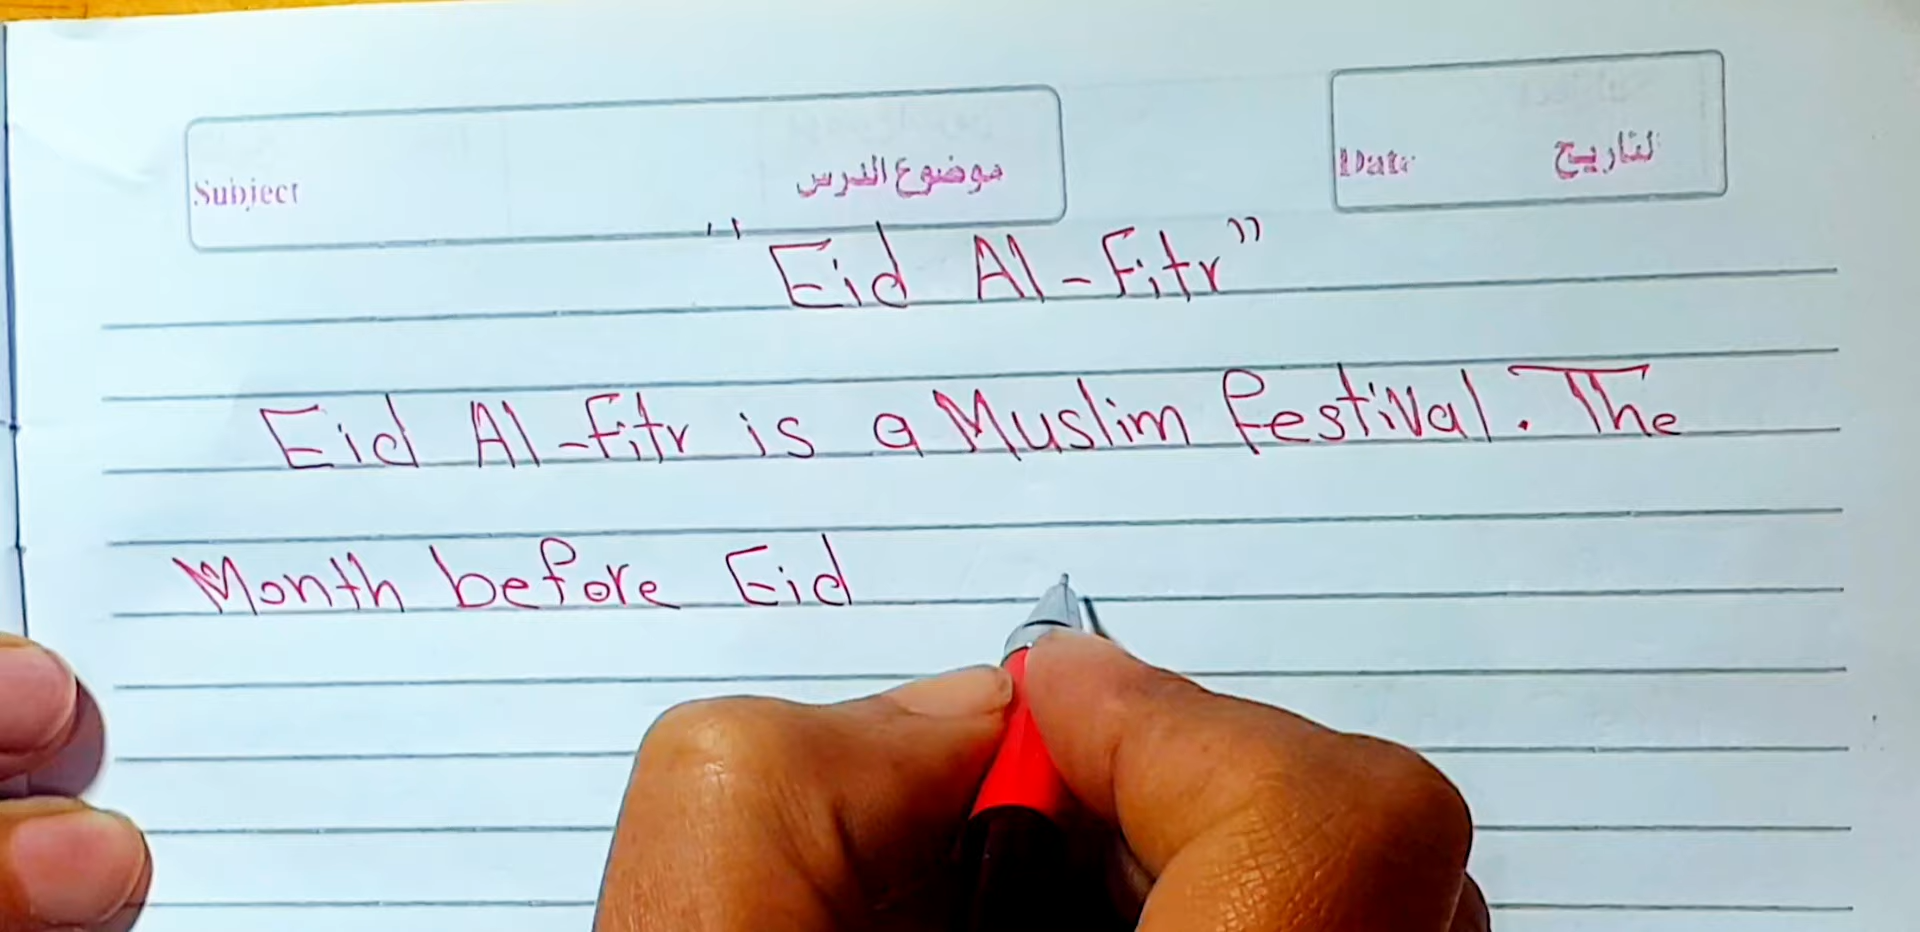 Subject موضوع الدرس
Date التاريخ
"Eid Al-Fitr"
Eid Al-Fitr is a Muslim festival. The
Month before Eid